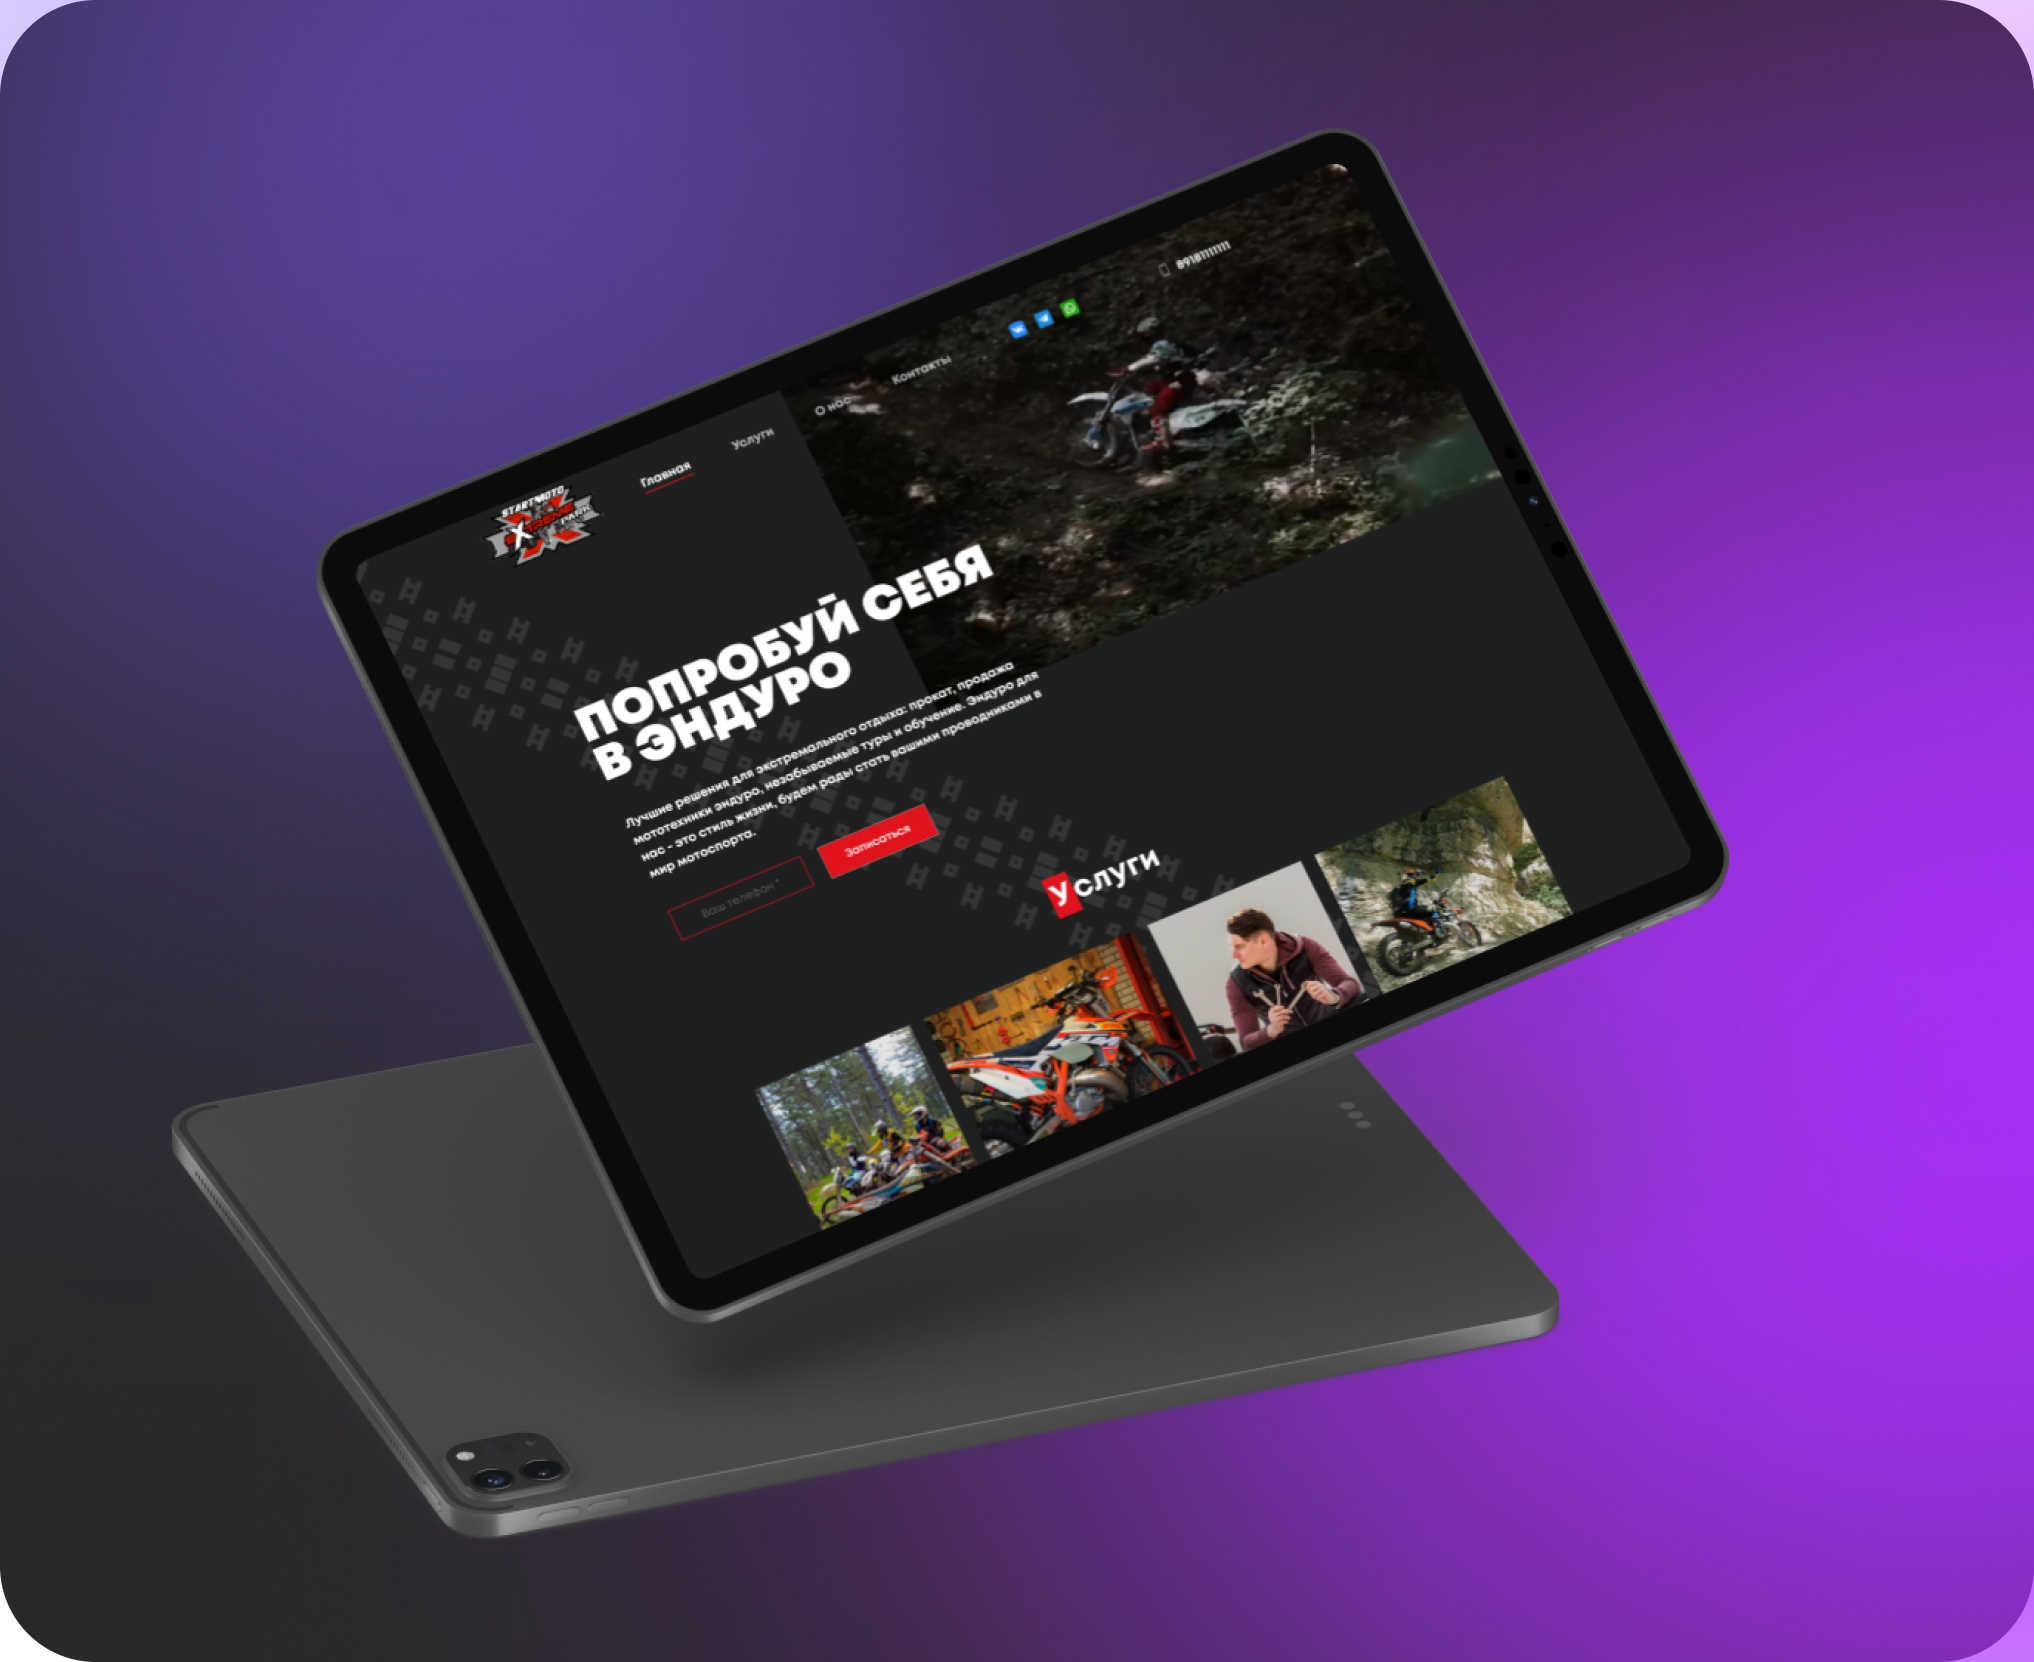 START MOTO
XTREME
PARK
Главная
Услуги
О нас
Контакты
89181111111
ПОПРОБУЙ СЕБЯ
В ЭНДУРО
Лучшие решения для экстремального отдыха: прокат, продажа
мототехники эндуро, незабываемые туры и обучение. Эндуро для
нас - это стиль жизни, будем рады стать вашими проводниками в
мир мотоспорта.
Ваш телефон *
Записаться
Услуги